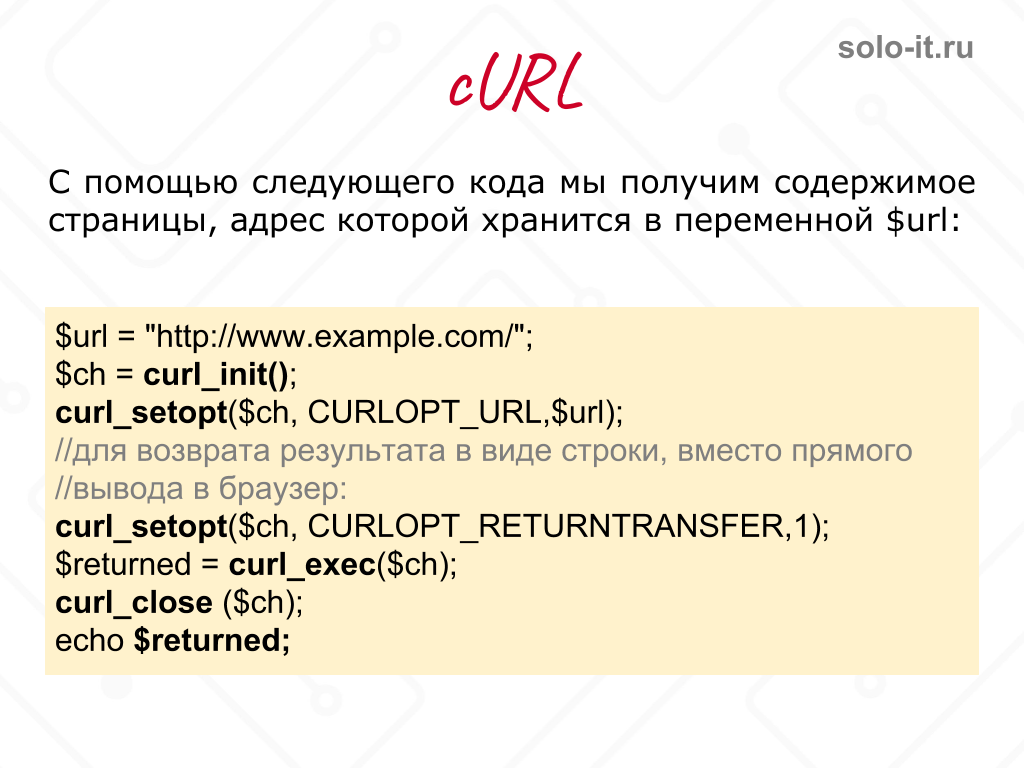 solo-it.ru
cURL
С помощью следующего кода мы получим содержимое
страницы, адрес которой хранится в переменной $url:
$url = "http://www.example.com/";
$ch = curl_init();
curl_setopt($ch, CURLOPT_URL,$url);
//для возврата результата в виде строки, вместо прямого
//вывода в браузер:
curl_setopt($ch, CURLOPT_RETURNTRANSFER,1);
$returned = curl_exec($ch);
curl_close ($ch);
echo $returned;